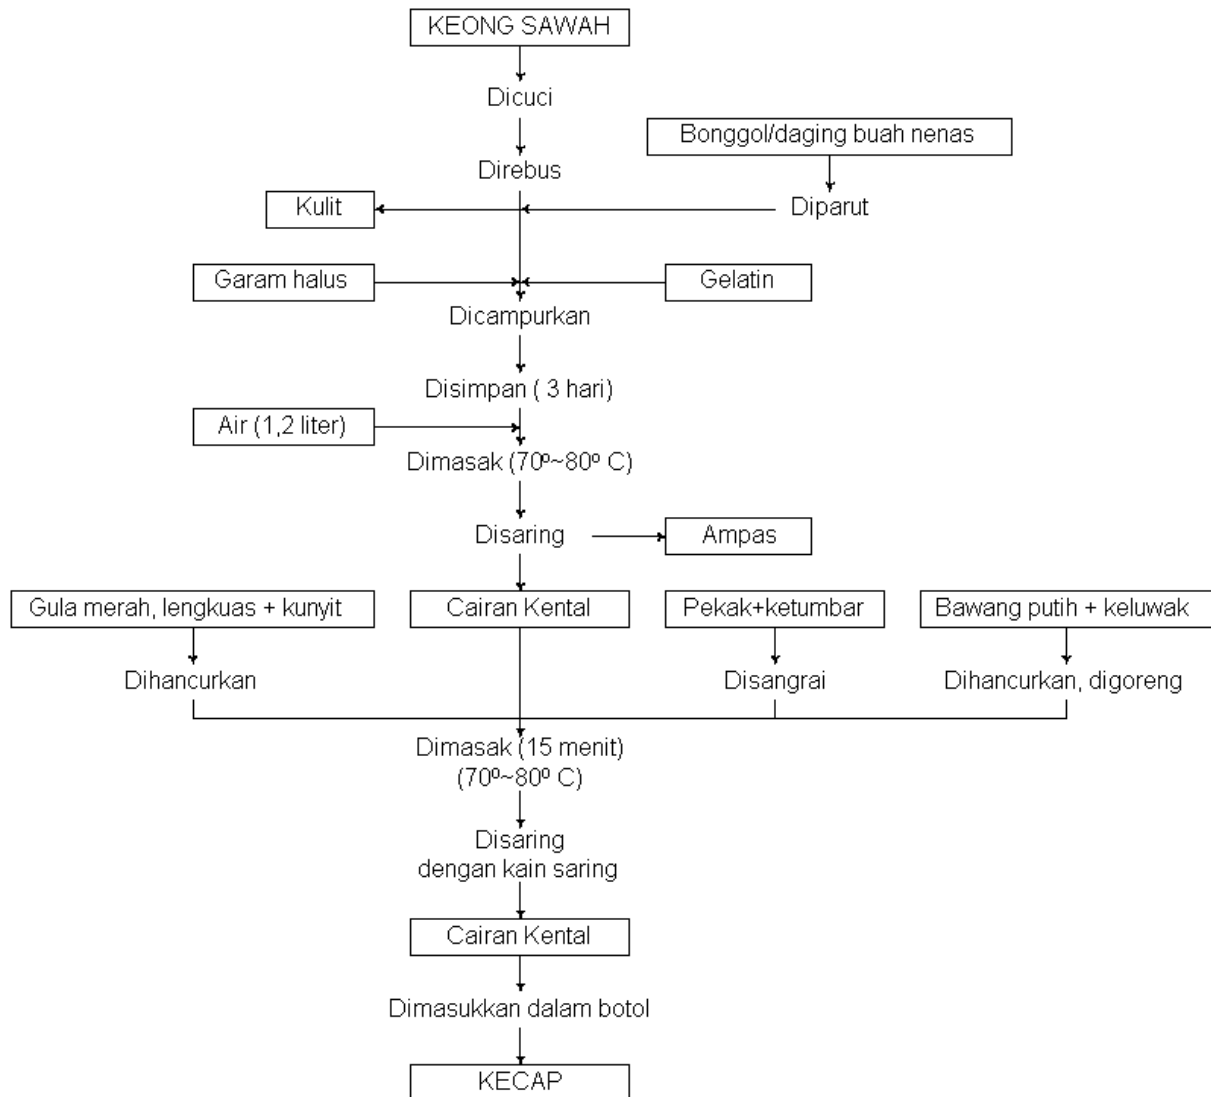 KEONG SAWAH
Dicuci
Bonggol/daging buah nenas
Direbus
Kulit
Diparut
Garam halus
Gelatin
Dicampurkan
Disimpan ( 3 hari)
Air (1,2 liter)
Dimasak (70º~80º C)
Disaring
Ampas
Gula merah, lengkuas + kunyit
Cairan Kental
Pekak+ketumbar
Bawang putih + keluwak
Dihancurkan
Disangrai
Dihancurkan, digoreng
Dimasak (15 menit)
(70º~80º C)
Disaring
dengan kain saring
Cairan Kental
Dimasukkan dalam botol
KECAP